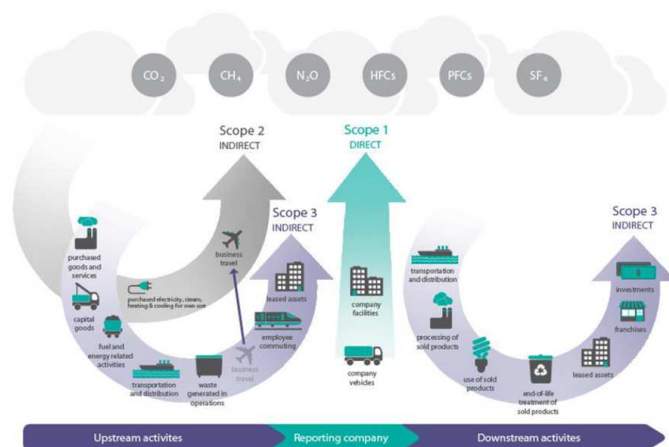 CO₂
CH₄
N₂O
HFCs
PFCs
SF₆
Scope 2
INDIRECT
Scope 1
DIRECT
Scope 3
INDIRECT
Scope 3
INDIRECT
purchased
goods and
services
capital
goods
fuel and
energy related
activities
purchased electricity, steam,
heating & cooling for own use
transportation
and distribution
waste
generated in
operations
business
travel
business
travel
employee
commuting
leased assets
company
facilities
company
vehicles
transportation
and distribution
processing of
sold products
use of sold
products
end-of-life
treatment of
sold products
leased assets
franchises
investments
Upstream activites
Reporting company
Downstream activites